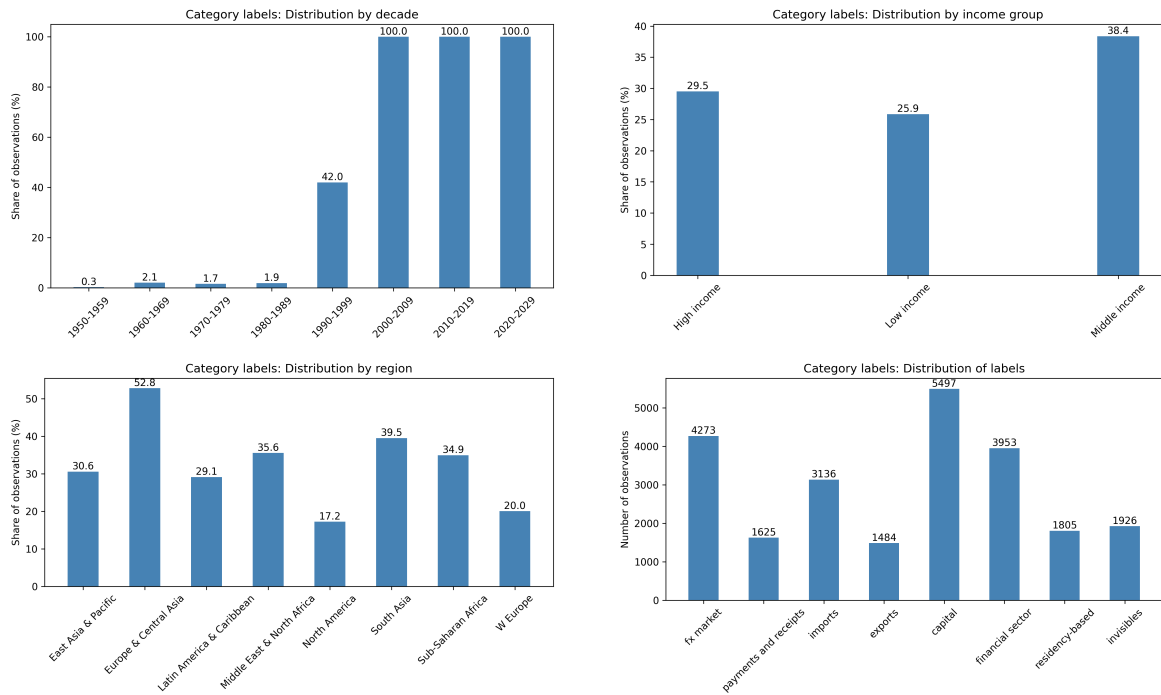 Category labels: Distribution by decade
Share of observations (%)
100
80
60
40
20
0
0.3
2.1
1.7
1.9
42.0
100.0
100.0
100.0
1950-1959
1960-1969
1970-1979
1980-1989
1990-1999
2000-2009
2010-2019
2020-2029
Category labels: Distribution by income group
Share of observations (%)
40
35
30
25
20
15
10
5
0
29.5
25.9
38.4
High income
Low income
Middle income
Category labels: Distribution by region
Share of observations (%)
50
40
30
20
10
0
30.6
52.8
29.1
35.6
17.2
39.5
34.9
20.0
East Asia & Pacific
Europe & Central Asia
Latin America & Caribbean
Middle East & North Africa
North America
South Asia
Sub-Saharan Africa
W Europe
Category labels: Distribution of labels
Number of observations
5000
4000
3000
2000
1000
0
4273
1625
3136
1484
5497
3953
1805
1926
fx market
payments and receipts
imports
exports
capital
financial sector
residency-based
invisibles